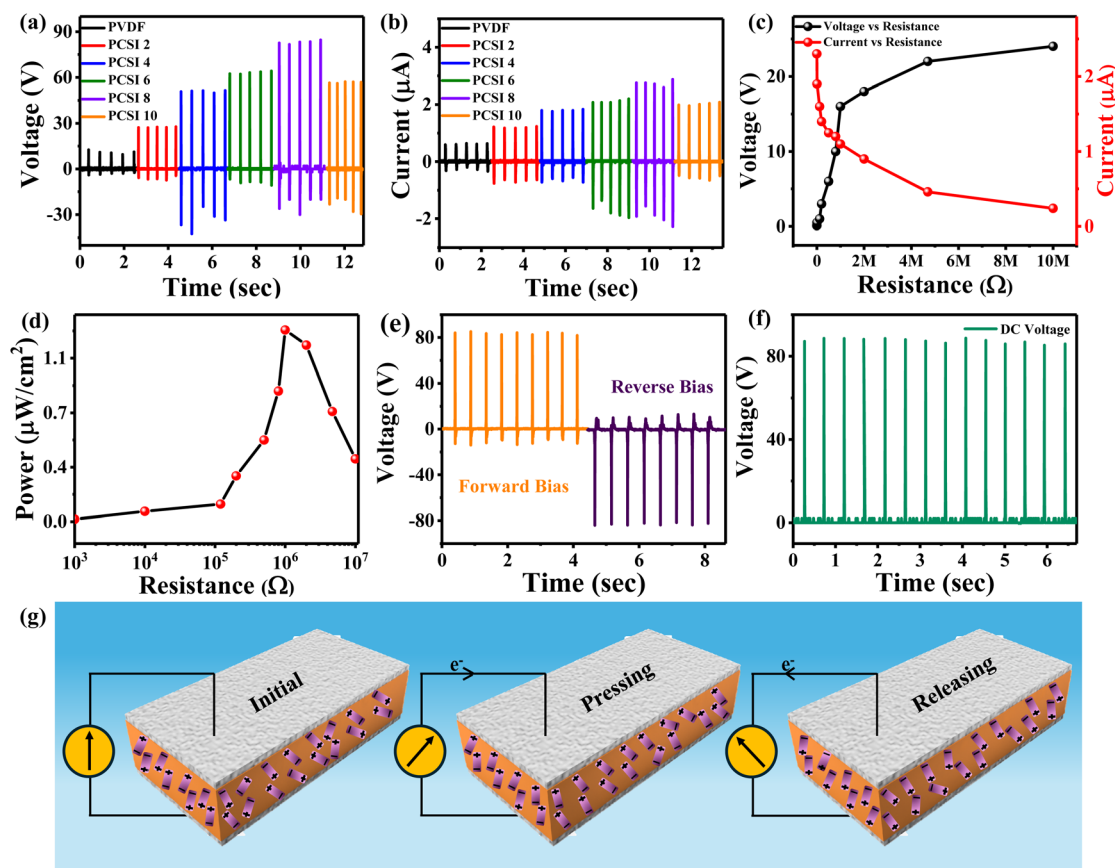 (a)
PVDF
PCSI 2
PCSI 4
PCSI 6
PCSI 8
PCSI 10
90
60
30
0
-30
Voltage (V)
0 2 4 6 8 10 12
Time (sec)
(b)
PVDF
PCSI 2
PCSI 4
PCSI 6
PCSI 8
PCSI 10
4
2
0
-2
Current (µA)
0 2 4 6 8 10 12
Time (sec)
(c)
Voltage vs Resistance
Current vs Resistance
20
10
0
Voltage (V)
2
1
0
Current (µA)
0 2M 4M 6M 8M 10M
Resistance (Ω)
(d)
1.1
0.7
0.4
0.0
Power (µW/cm²)
10³ 10⁴ 10⁵ 10⁶ 10⁷
Resistance (Ω)
(e)
80
40
0
-40
-80
Voltage (V)
Reverse Bias
Forward Bias
0 2 4 6 8
Time (sec)
(f)
DC Voltage
80
40
0
Voltage (V)
0 1 2 3 4 5 6
Time (sec)
(g)
Initial
e⁻
Pressing
e⁻
Releasing